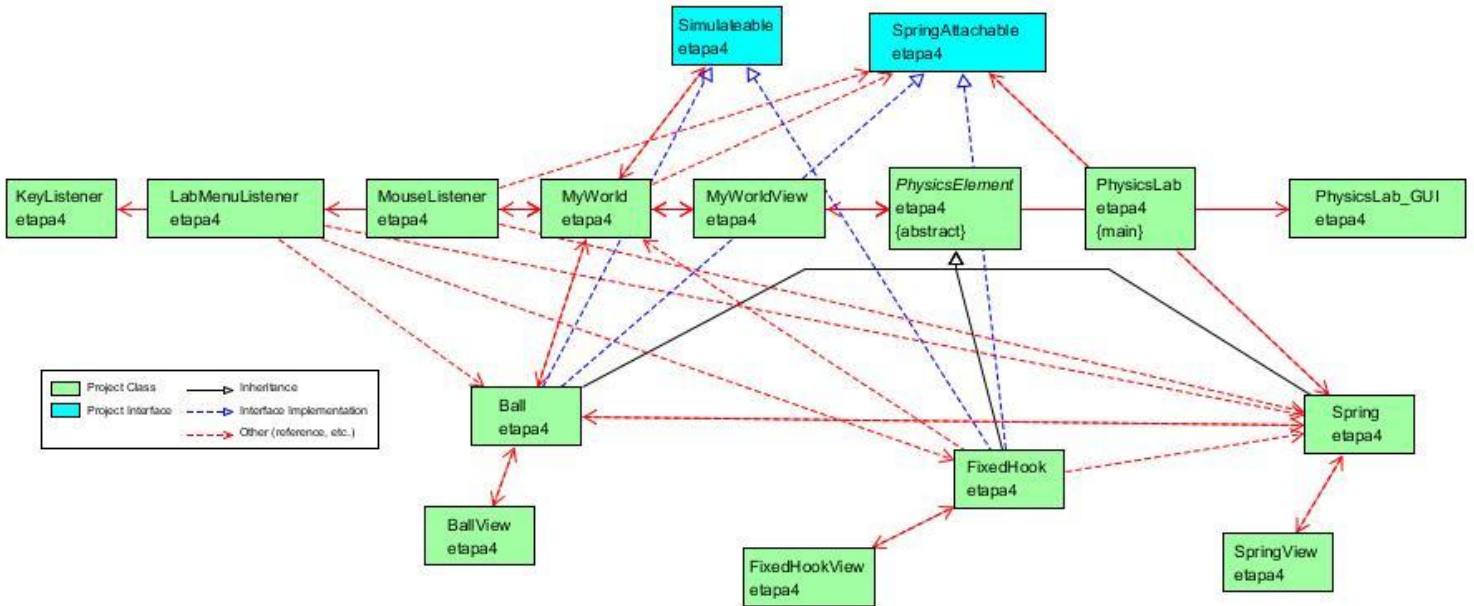 Simulateable
etapa4
SpringAttachable
etapa4
KeyListener
etapa4
LabMenuListener
etapa4
MouseListener
etapa4
MyWorld
etapa4
MyWorldView
etapa4
PhysicsElement
etapa4
{abstract}
PhysicsLab
etapa4
{main}
PhysicsLab_GUI
etapa4
Project Class
Inheritance
Project Interface
Interface Implementation
Other (reference, etc.)
Ball
etapa4
Spring
etapa4
FixedHook
etapa4
BallView
etapa4
FixedHookView
etapa4
SpringView
etapa4